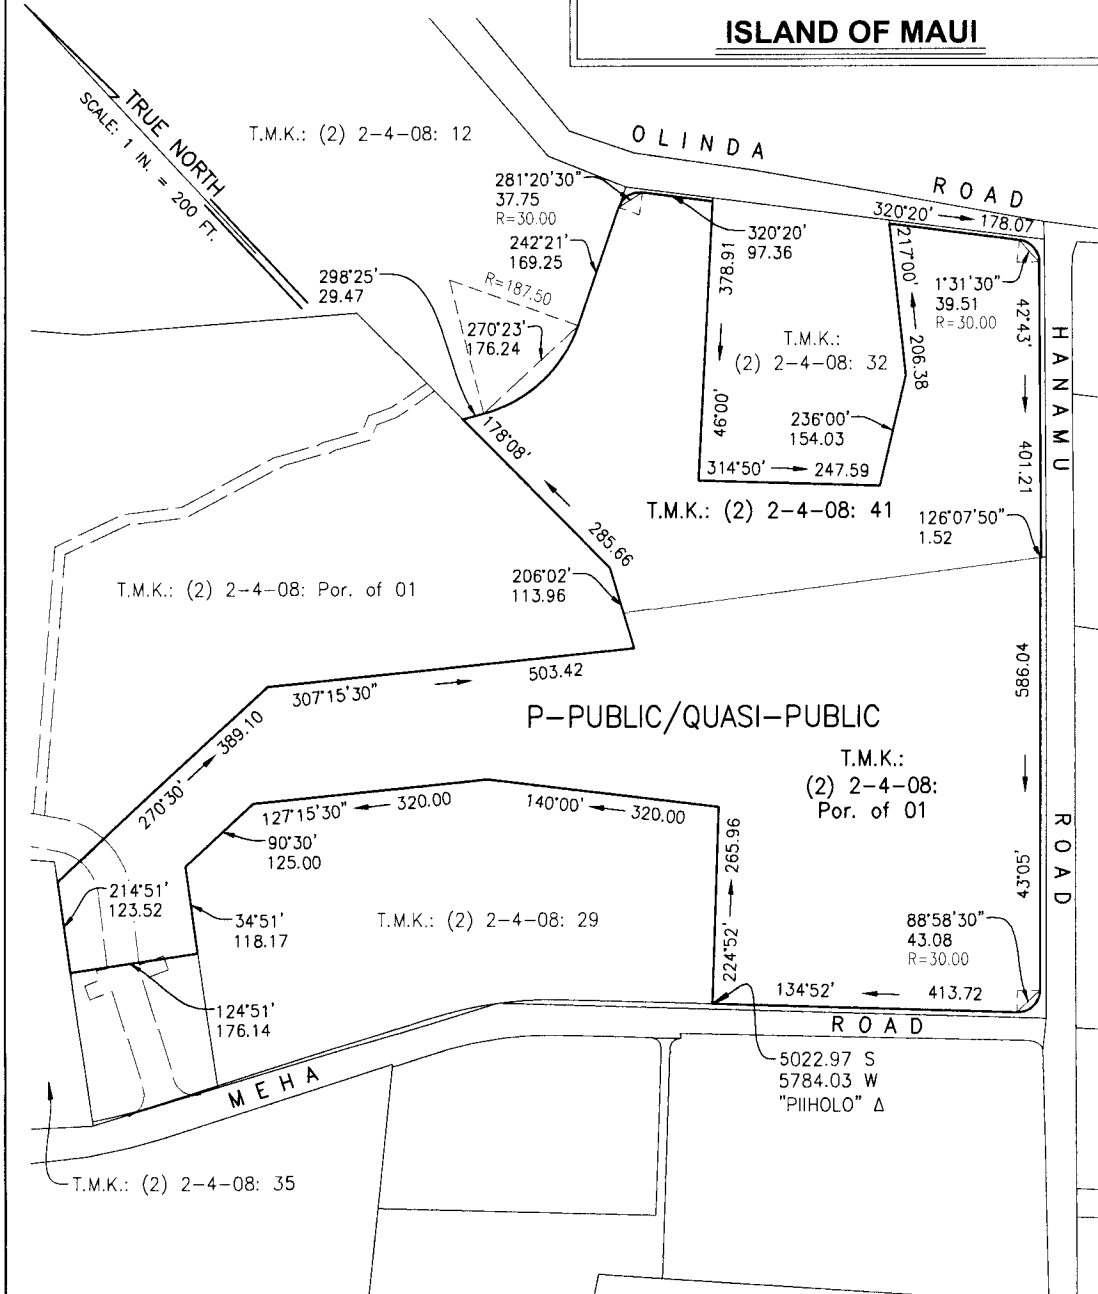 ISLAND OF MAUI
TRUE NORTH
SCALE: 1 IN. = 200 FT.
T.M.K.: (2) 2-4-08: 12
OLINDA ROAD
281°20'30"
37.75
R=30.00
320°20' → 178.07
242°21'
169.25
320°20'
97.36
378.91
46°00'
217°00'
206.38
1°31'30"
39.51
R=30.00
298°25'
29.47
R=187.50
270°23'
176.24
T.M.K.:
(2) 2-4-08: 32
42°43'
401.21
HANAMU ROAD
236°00'
154.03
178°08'
285.66
314°50' → 247.59
T.M.K.: (2) 2-4-08: 41
126°07'50"
1.52
206°02'
113.96
T.M.K.: (2) 2-4-08: Por. of 01
307°15'30" → 503.42
586.04
43°05'
P-PUBLIC/QUASI-PUBLIC
T.M.K.:
(2) 2-4-08:
Por. of 01
270°30' → 389.10
127°15'30" ← 320.00
140°00' ← 320.00
90°30'
125.00
224°52' → 265.96
214°51'
123.52
34°51'
118.17
T.M.K.: (2) 2-4-08: 29
88°58'30"
43.08
R=30.00
124°51'
176.14
134°52' ← 413.72
MEHA ROAD
5022.97 S
5784.03 W
"PIIHOLO" Δ
T.M.K.: (2) 2-4-08: 35